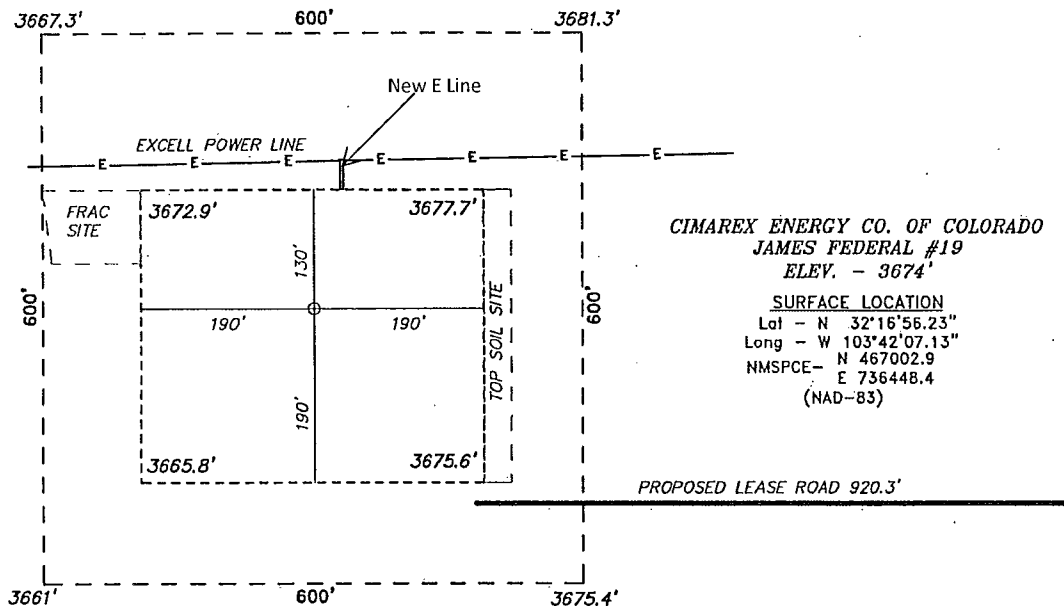 3667.3' 600' 3681.3'
New E Line
EXCELL POWER LINE
E E E E E E E
FRAC
SITE
3672.9' 3677.7'
130'
600'
190' 190'
TOP SOIL SITE
600'
190'
3665.8' 3675.6'
CIMAREX ENERGY CO. OF COLORADO
JAMES FEDERAL #19
ELEV. - 3674'
SURFACE LOCATION
Lat - N 32°16'56.23"
Long - W 103°42'07.13"
NMSPCE- N 467002.9
E 736448.4
(NAD-83)
PROPOSED LEASE ROAD 920.3'
3661' 600' 3675.4'